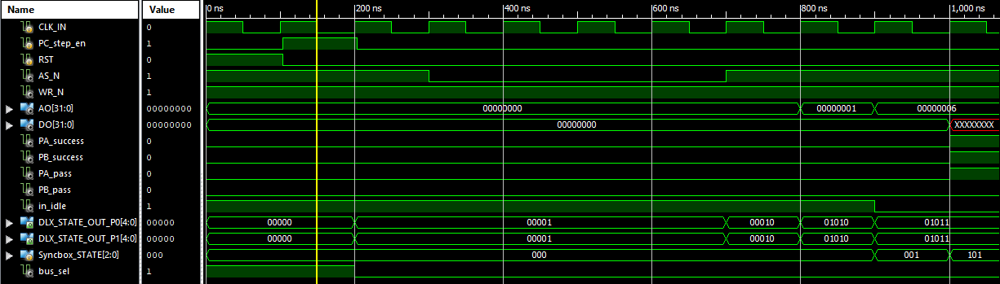 Name Value 0 ns 200 ns 400 ns 600 ns 800 ns 1,000 ns
CLK_IN 0
PC_step_en 1
RST 0
AS_N 1
WR_N 1
AO[31:0] 00000000 00000000 00000001 00000006
DO[31:0] 00000000 00000000 XXXXXXXX
PA_success 0
PB_success 0
PA_pass 0
PB_pass 0
in_idle 1
DLX_STATE_OUT_P0[4:0] 00000 00000 00001 00010 01010 01011
DLX_STATE_OUT_P1[4:0] 00000 00000 00001 00010 01010 01011
Syncbox_STATE[2:0] 000 000 001 101
bus_sel 1